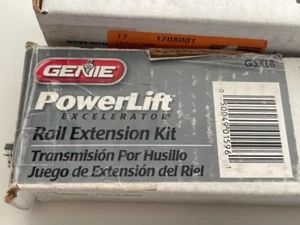 1708001
GENIE
GSXL8
PowerLift
EXCELERATOR
Rail Extension Kit
Transmisión Por Husillo
Juego de Extensión del Riel